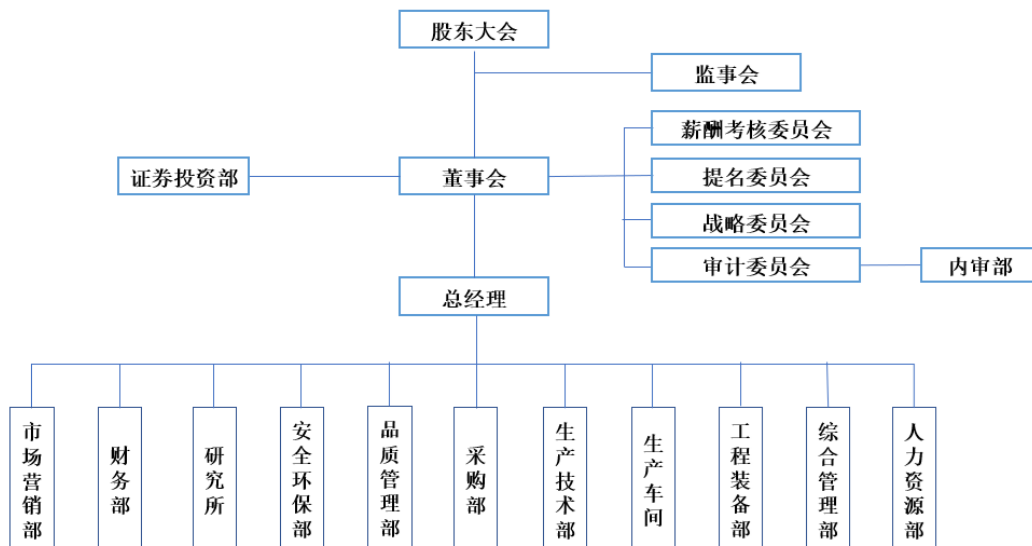 股东大会
监事会
薪酬考核委员会
证券投资部
董事会
提名委员会
战略委员会
审计委员会
内审部
总经理
市场营销部
财务部
研究所
安全环保部
品质管理部
采购部
生产技术部
生产车间
工程装备部
综合管理部
人力资源部